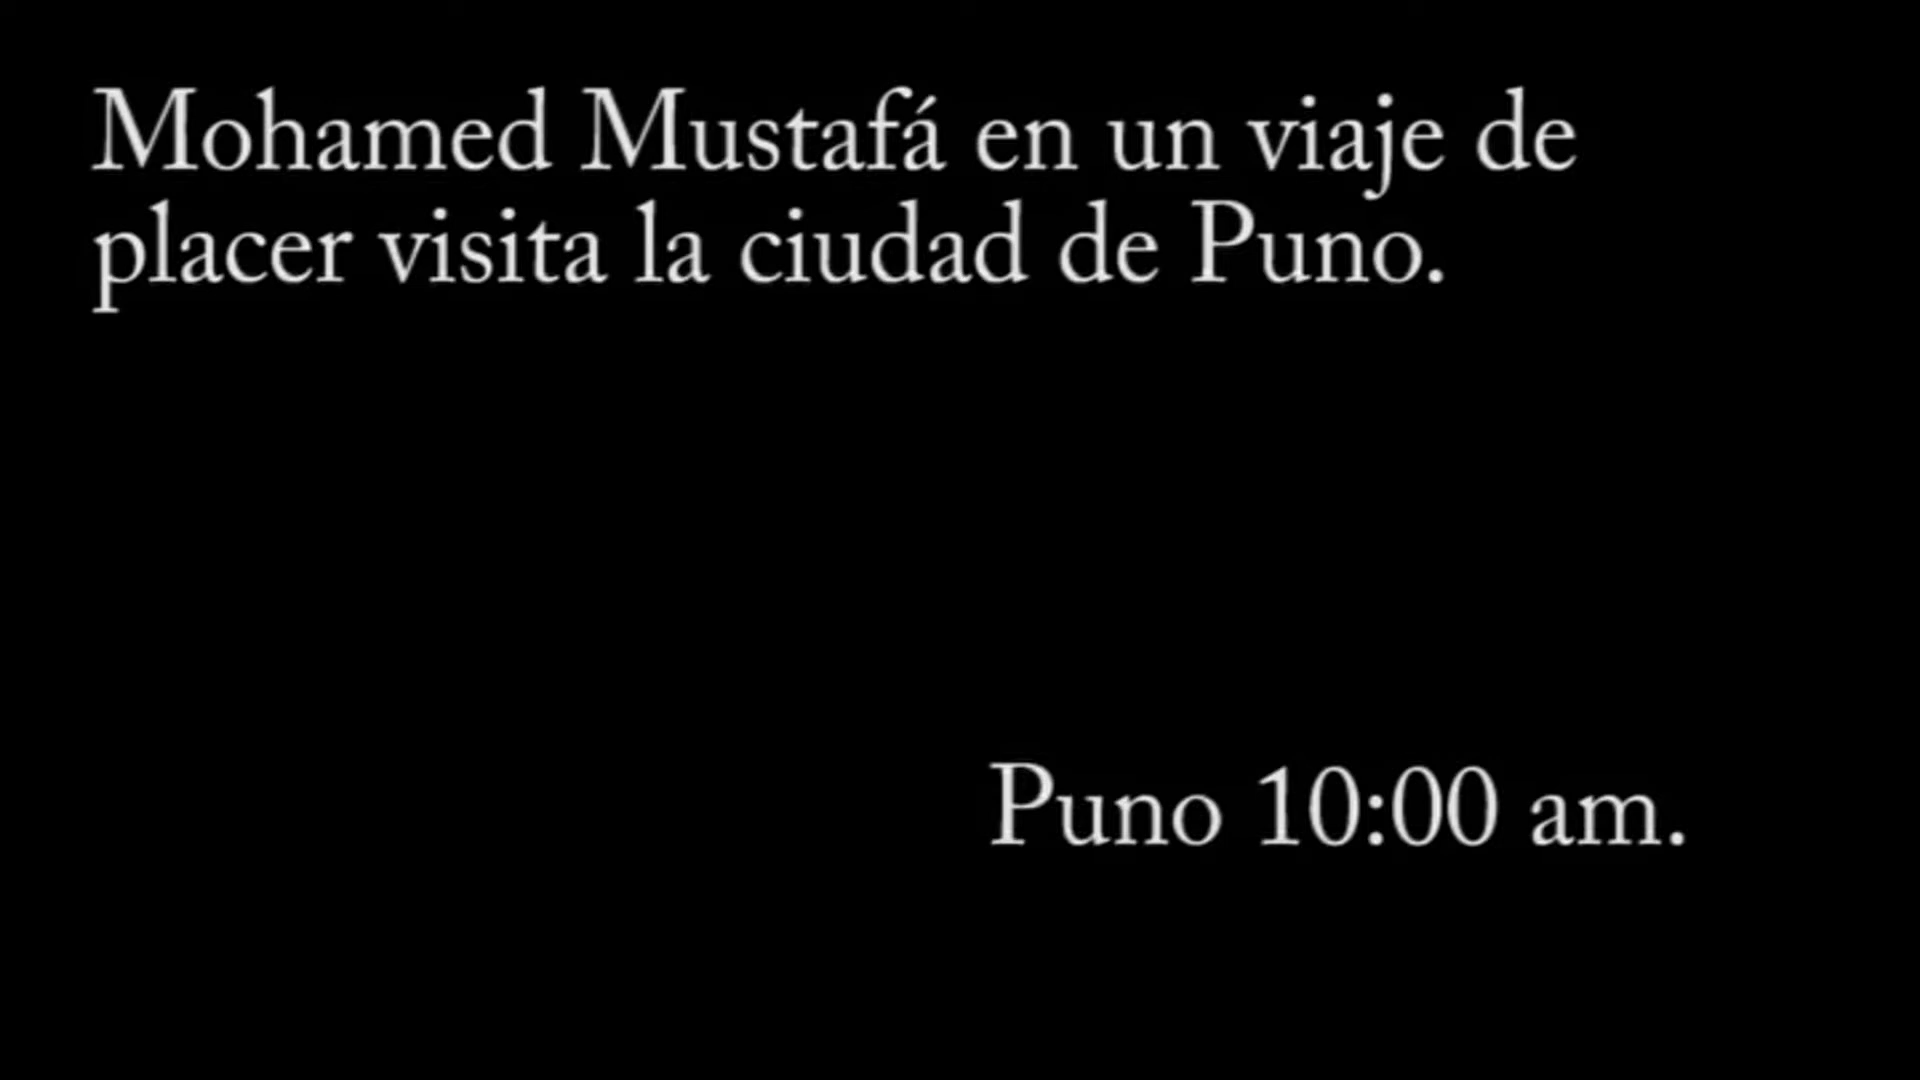 Mohamed Mustafá en un viaje de
placer visita la ciudad de Puno.
Puno 10:00 am.